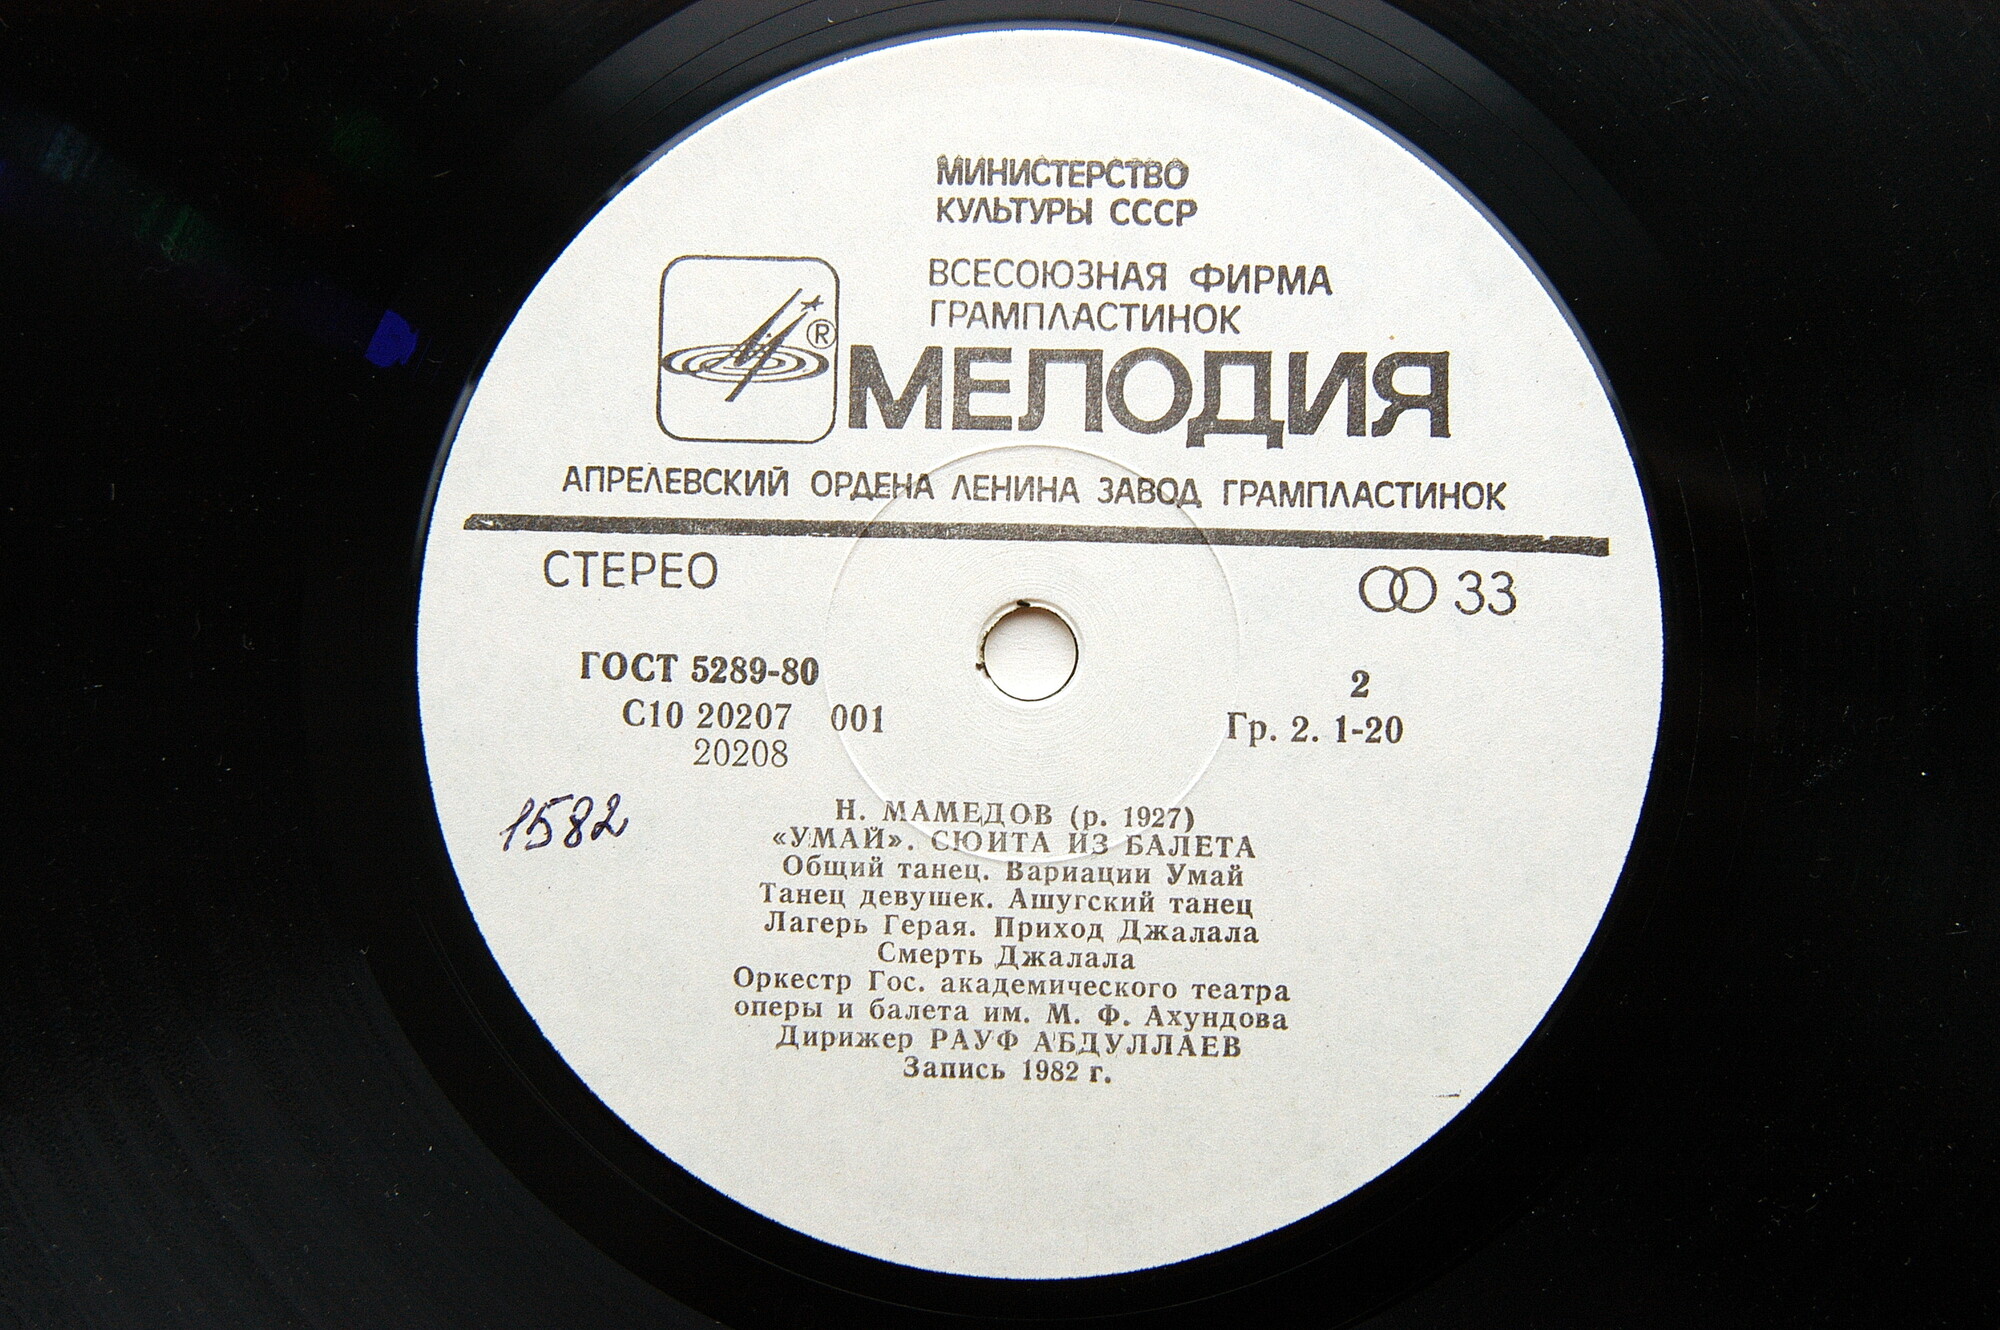 МИНИСТЕРСТВО
КУЛЬТУРЫ СССР
ВСЕСОЮЗНАЯ ФИРМА
ГРАМПЛАСТИНОК
®
МЕЛОДИЯ
АПРЕЛЕВСКИЙ ОРДЕНА ЛЕНИНА ЗАВОД ГРАМПЛАСТИНОК
СТЕРЕО
33
ГОСТ 5289-80
2
С10 20207 001
Гр. 2. 1-20
20208
1582
Н. МАМЕДОВ (р. 1927)
«УМАЙ». СЮИТА ИЗ БАЛЕТА
Общий танец. Вариации Умай
Танец девушек. Ашугский танец
Лагерь Герая. Приход Джалала
Смерть Джалала
Оркестр Гос. академического театра
оперы и балета им. М. Ф. Ахундова
Дирижер РАУФ АБДУЛЛАЕВ
Запись 1982 г.